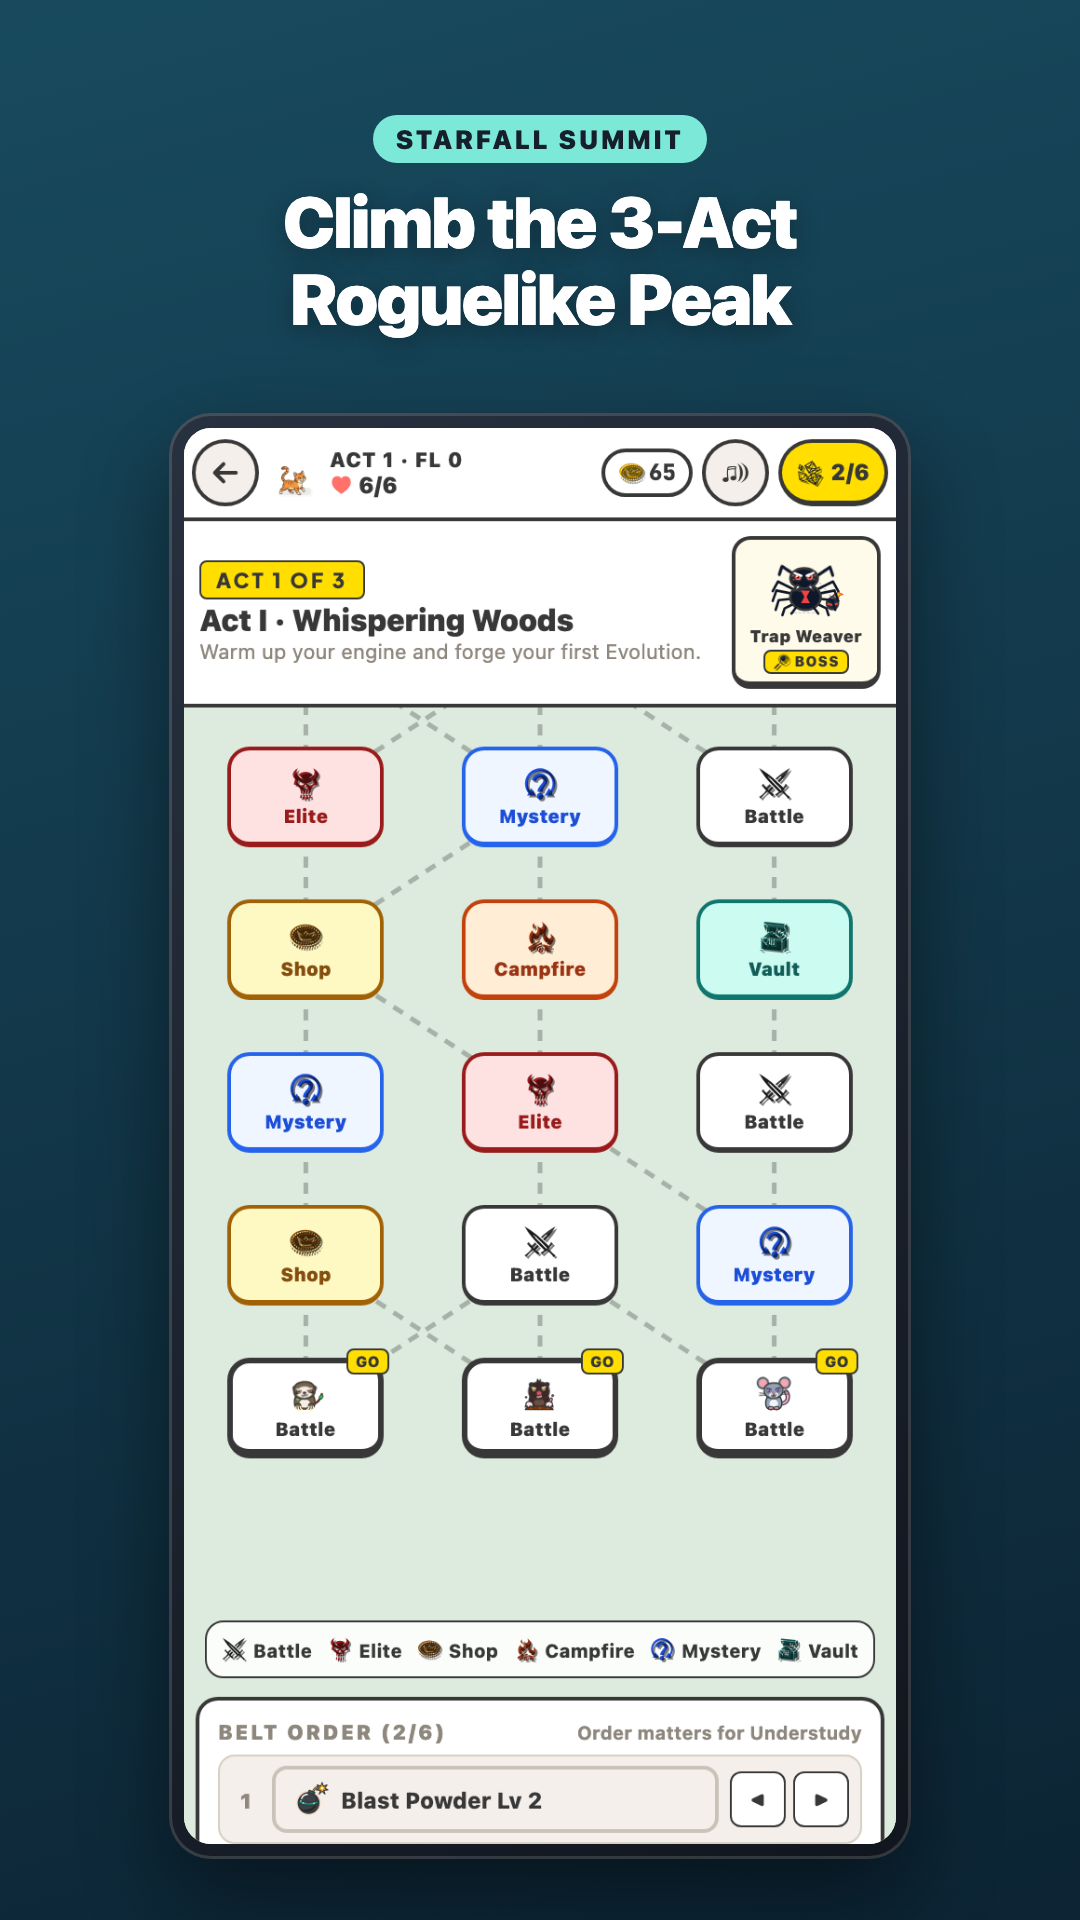 STARFALL SUMMIT
Climb the 3-Act
Roguelike Peak
ACT 1 · FL 0
6/6
65
2/6
ACT 1 OF 3
Act I · Whispering Woods
Warm up your engine and forge your first Evolution.
Trap Weaver
BOSS
Elite
Mystery
Battle
Shop
Campfire
Vault
Mystery
Elite
Battle
Shop
Battle
Mystery
GO
GO
GO
Battle
Battle
Battle
Battle Elite Shop Campfire Mystery Vault
BELT ORDER (2/6)
Order matters for Understudy
1
Blast Powder Lv 2